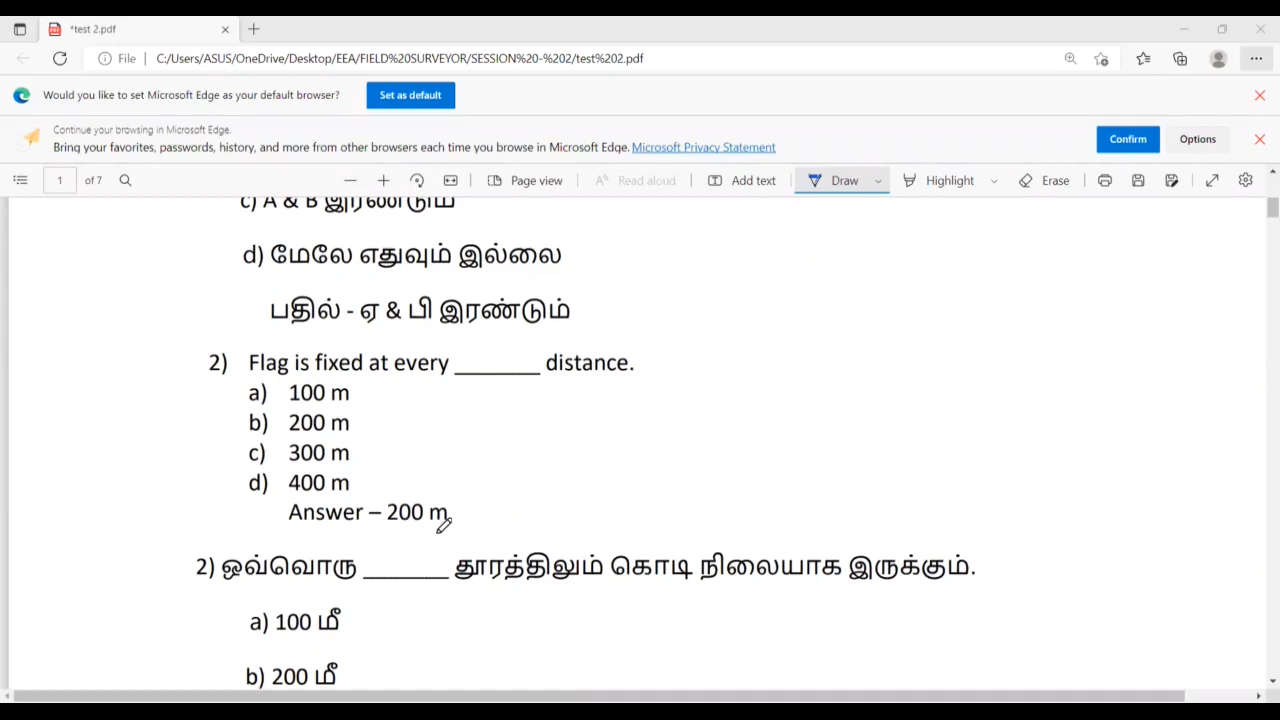 *test 2.pdf
File C:/Users/ASUS/OneDrive/Desktop/EEA/FIELD%20SURVEYOR/SESSION%20-%202/test%202.pdf
Would you like to set Microsoft Edge as your default browser? Set as default
Continue your browsing in Microsoft Edge.
Bring your favorites, passwords, history, and more from other browsers each time you browse in Microsoft Edge. Microsoft Privacy Statement Confirm Options
1 of 7 Page view Read aloud Add text Draw Highlight Erase
c) A & B இரண்டும்
d) மேலே எதுவும் இல்லை
பதில் - ஏ & பி இரண்டும்
2) Flag is fixed at every _______ distance.
a) 100 m
b) 200 m
c) 300 m
d) 400 m
Answer – 200 m
2) ஒவ்வொரு _______ தூரத்திலும் கொடி நிலையாக இருக்கும்.
a) 100 மீ
b) 200 மீ